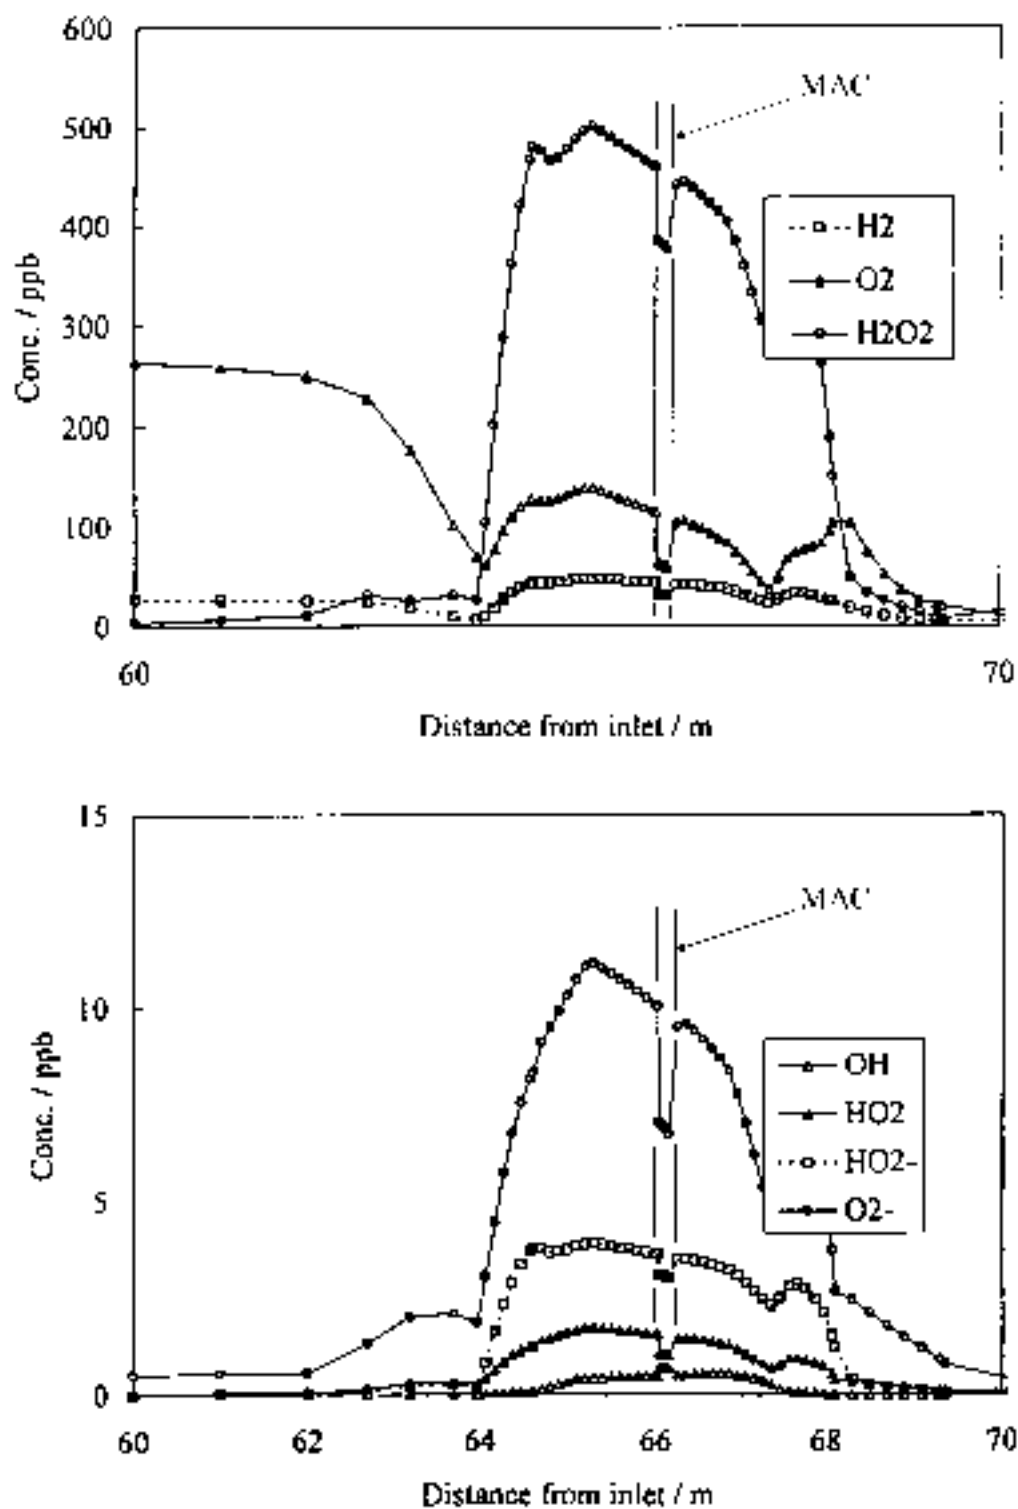 600
500
400
300
200
100
0
Conc. / ppb
MAC
H2
O2
H2O2
60
70
Distance from inlet / m
15
10
5
0
Conc. / ppb
MAC
OH
HO2
HO2-
O2-
60 62 64 66 68 70
Distance from inlet / m